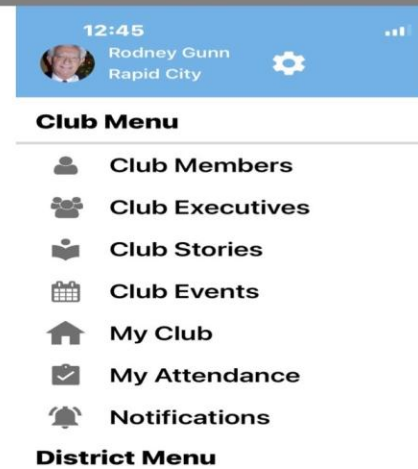 12:45
Rodney Gunn
Rapid City
Club Menu
Club Members
Club Executives
Club Stories
Club Events
My Club
My Attendance
Notifications
District Menu